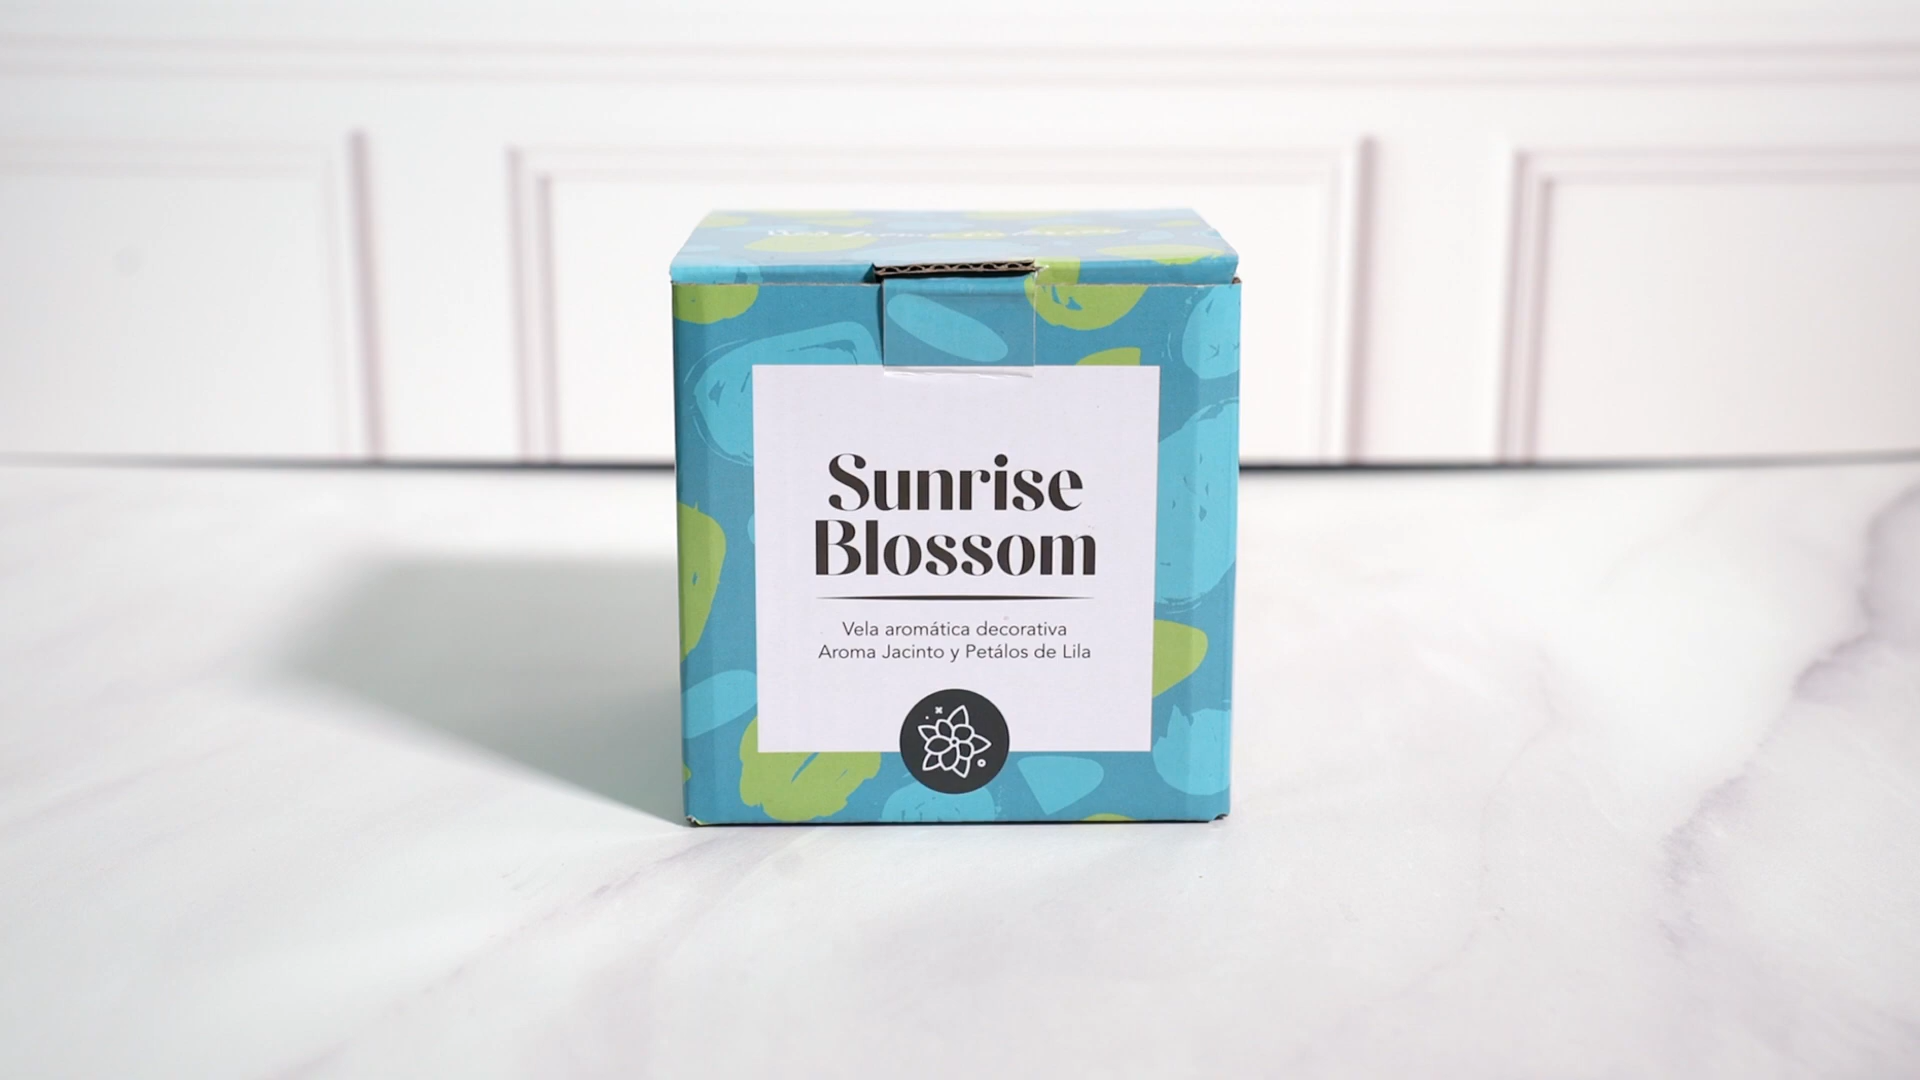 Sunrise
Blossom
Vela aromática decorativa
Aroma Jacinto y Petálos de Lila